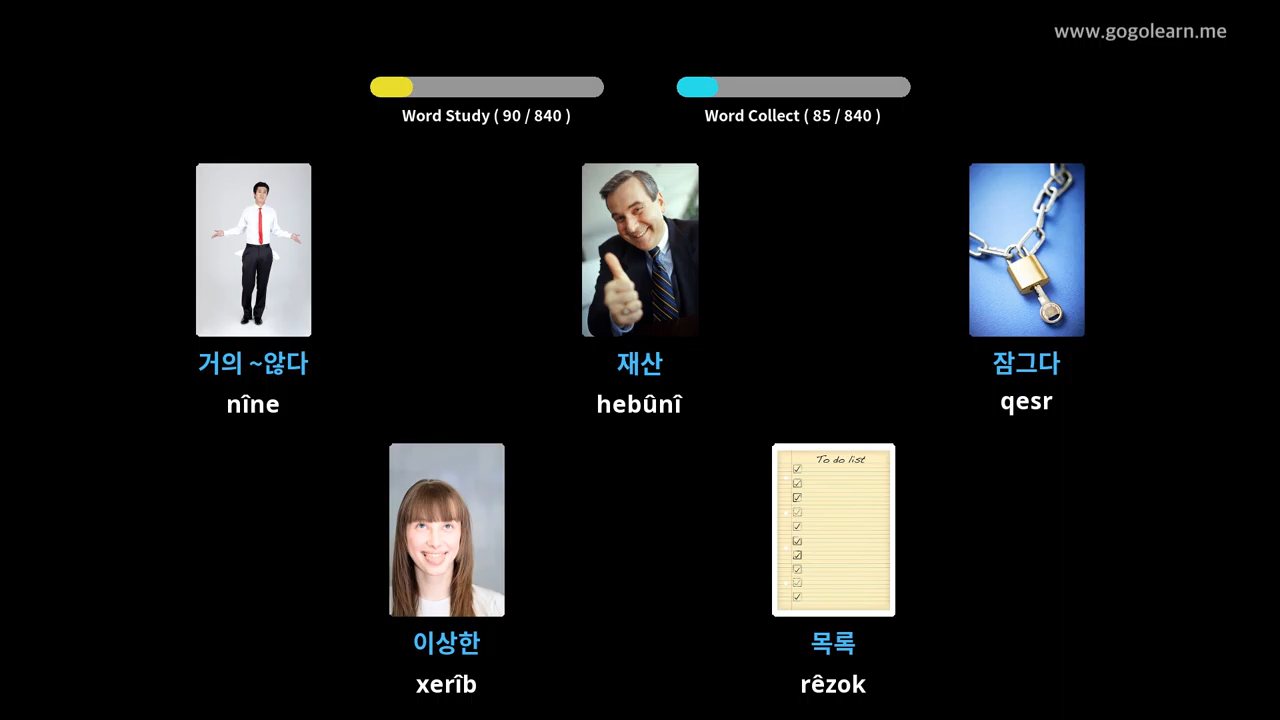 www.gogolearn.me
Word Study ( 90 / 840 )
Word Collect ( 85 / 840 )
거의 ~않다
nîne
재산
hebûnî
잠그다
qesr
To do list
이상한
xerîb
목록
rêzok